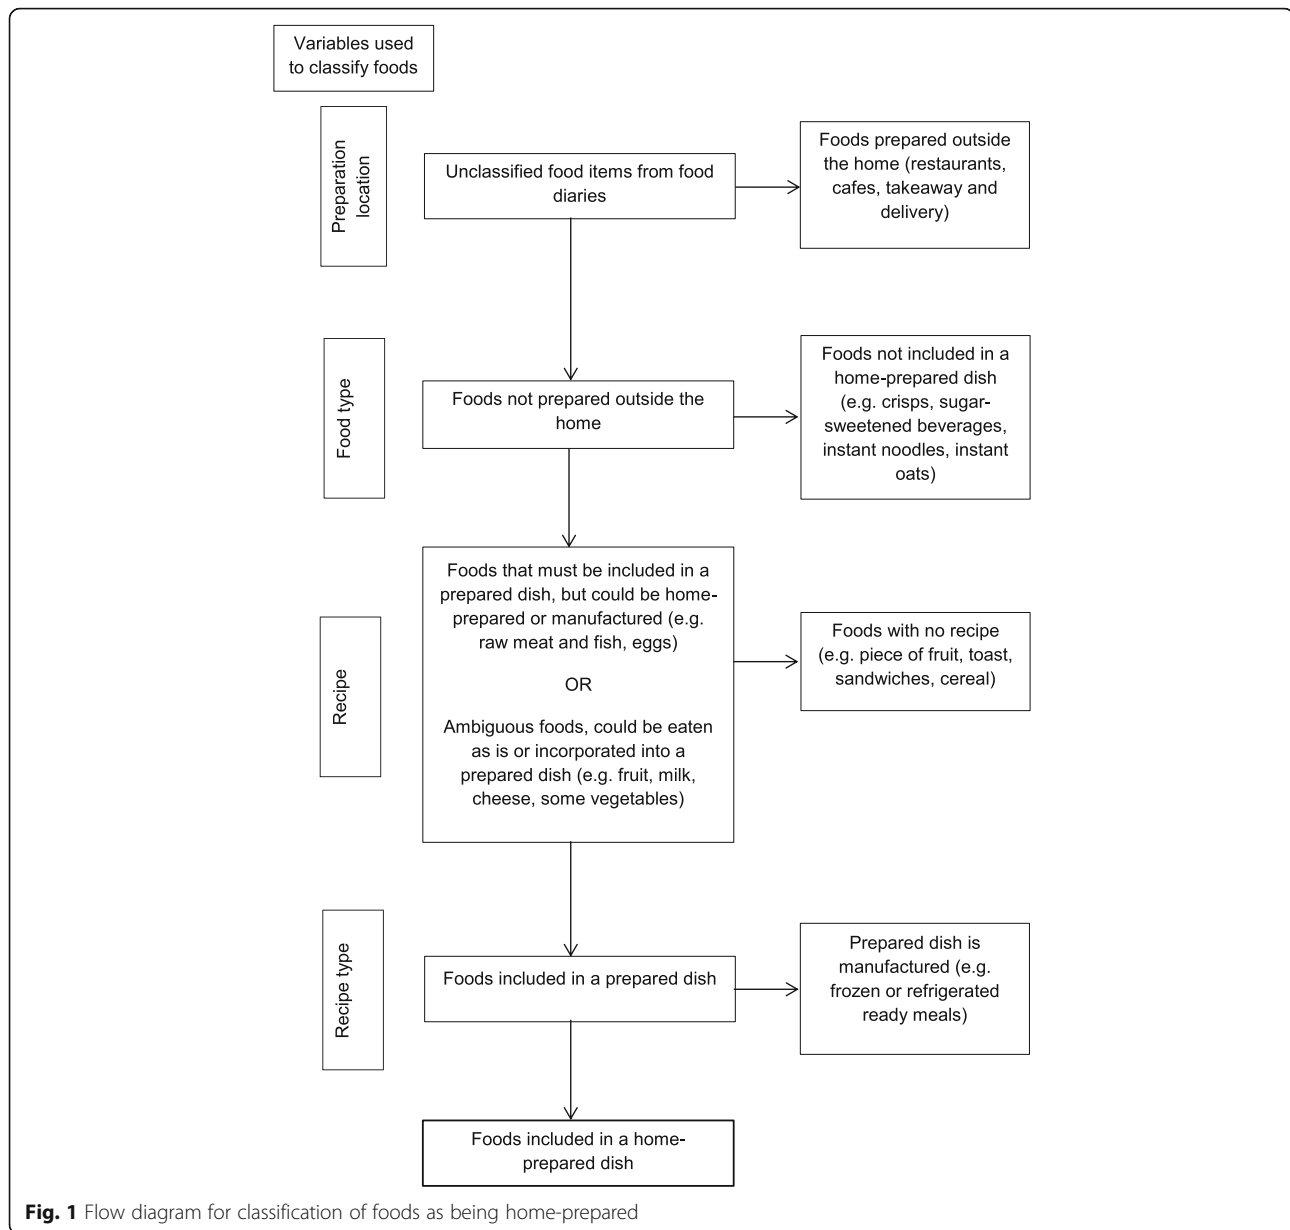 Variables used
to classify foods
Preparation
location
Unclassified food items from food
diaries
Foods prepared outside
the home (restaurants,
cafes, takeaway and
delivery)
Food type
Foods not prepared outside the
home
Foods not included in a
home-prepared dish
(e.g. crisps, sugar-
sweetened beverages,
instant noodles, instant
oats)
Recipe
Foods that must be included in a
prepared dish, but could be home-
prepared or manufactured (e.g.
raw meat and fish, eggs)
OR
Ambiguous foods, could be eaten
as is or incorporated into a
prepared dish (e.g. fruit, milk,
cheese, some vegetables)
Foods with no recipe
(e.g. piece of fruit, toast,
sandwiches, cereal)
Recipe type
Foods included in a prepared dish
Prepared dish is
manufactured (e.g.
frozen or refrigerated
ready meals)
Foods included in a home-
prepared dish
Fig. 1 Flow diagram for classification of foods as being home-prepared